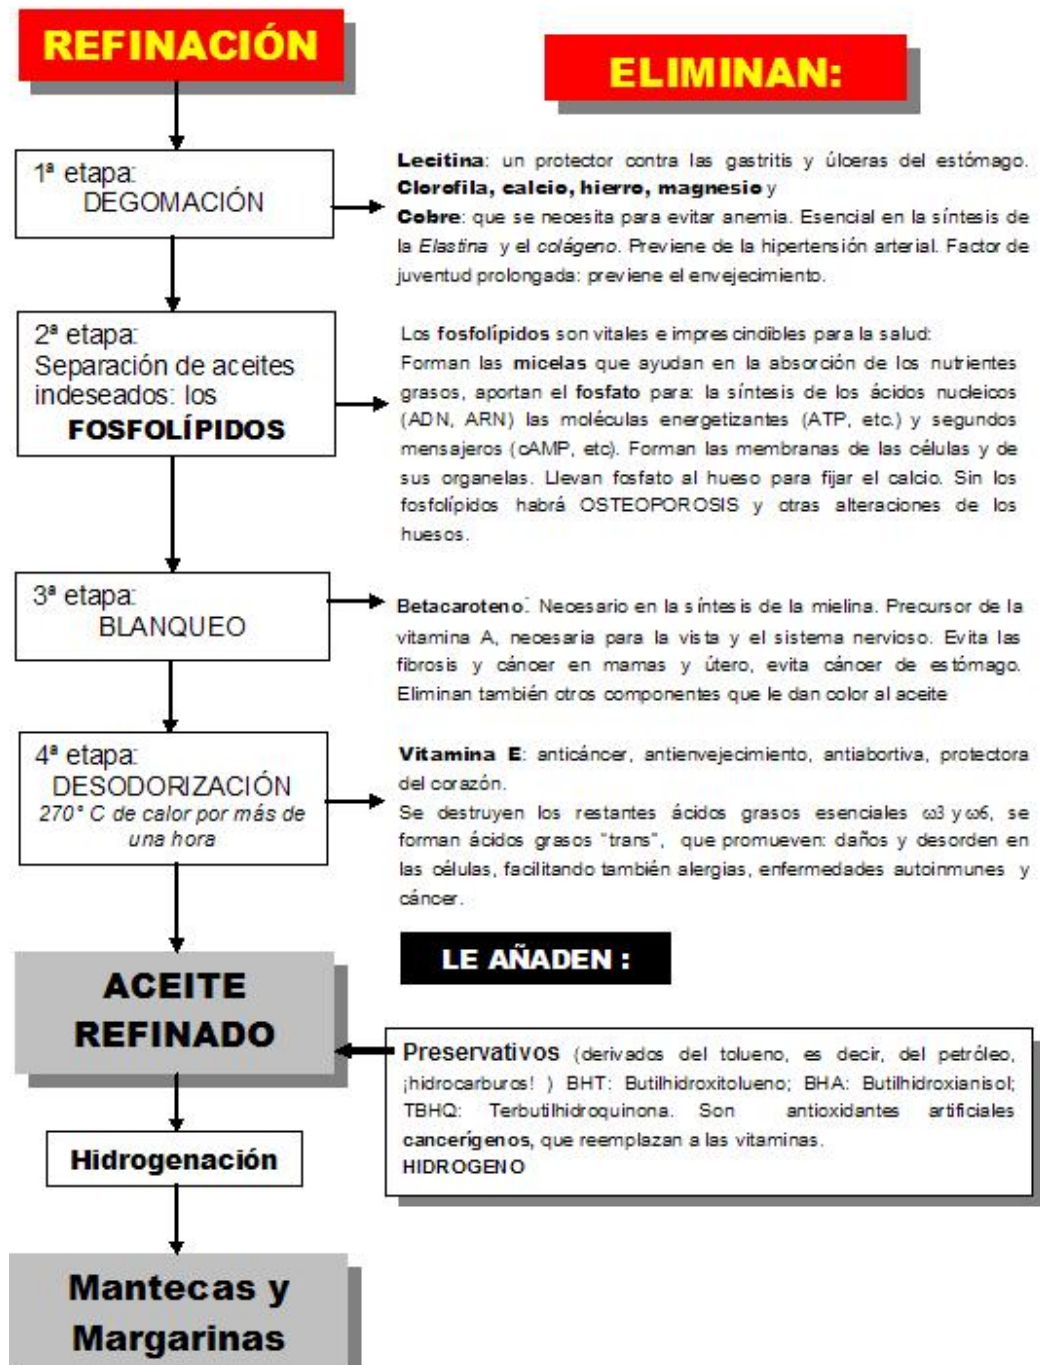 REFINACIÓN
ELIMINAN:
1ª etapa:
DEGOMACIÓN
Lecitina: un protector contra las gastritis y úlceras del estómago.
Clorofila, calcio, hierro, magnesio y
Cobre: que se necesita para evitar anemia. Esencial en la síntesis de
la Elastina y el colágeno. Previene de la hipertensión arterial. Factor de
juventud prolongada: previene el envejecimiento.
2ª etapa:
Separación de aceites
indeseados: los
FOSFOLÍPIDOS
Los fosfolípidos son vitales e imprescindibles para la salud:
Forman las micelas que ayudan en la absorción de los nutrientes
grasos, aportan el fosfato para: la síntesis de los ácidos nucleicos
(ADN, ARN) las moléculas energetizantes (ATP, etc.) y segundos
mensajeros (cAMP, etc). Forman las membranas de las células y de
sus organelas. Llevan fosfato al hueso para fijar el calcio. Sin los
fosfolípidos habrá OSTEOPOROSIS y otras alteraciones de los
huesos.
3ª etapa:
BLANQUEO
Betacaroteno: Necesario en la síntesis de la mielina. Precursor de la
vitamina A, necesaria para la vista y el sistema nervioso. Evita las
fibrosis y cáncer en mamas y útero, evita cáncer de estómago.
Eliminan también otros componentes que le dan color al aceite
4ª etapa:
DESODORIZACIÓN
270° C de calor por más de
una hora
Vitamina E: anticáncer, antienvejecimiento, antiabortiva, protectora
del corazón.
Se destruyen los restantes ácidos grasos esenciales ω3 y ω6, se
forman ácidos grasos "trans", que promueven: daños y desorden en
las células, facilitando también alergias, enfermedades autoinmunes y
cáncer.
LE AÑADEN :
ACEITE
REFINADO
Preservativos (derivados del tolueno, es decir, del petróleo,
¡hidrocarburos! ) BHT: Butilhidroxitolueno; BHA: Butilhidroxianisol;
TBHQ: Terbutilhidroquinona. Son antioxidantes artificiales
cancerígenos, que reemplazan a las vitaminas.
HIDROGENO
Hidrogenación
Mantecas y
Margarinas